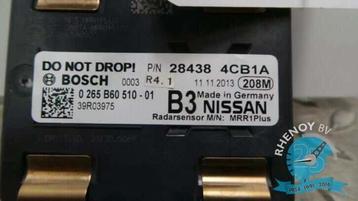 DO NOT DROP! P/N 28438 4CB1A
BOSCH 0003 R4.1 11.11.2013 208M
Made in Germany
0 265 B60 510-01 B3 NISSAN
39R03975 Radarsensor M/N: MRR1Plus
RHENOY BV